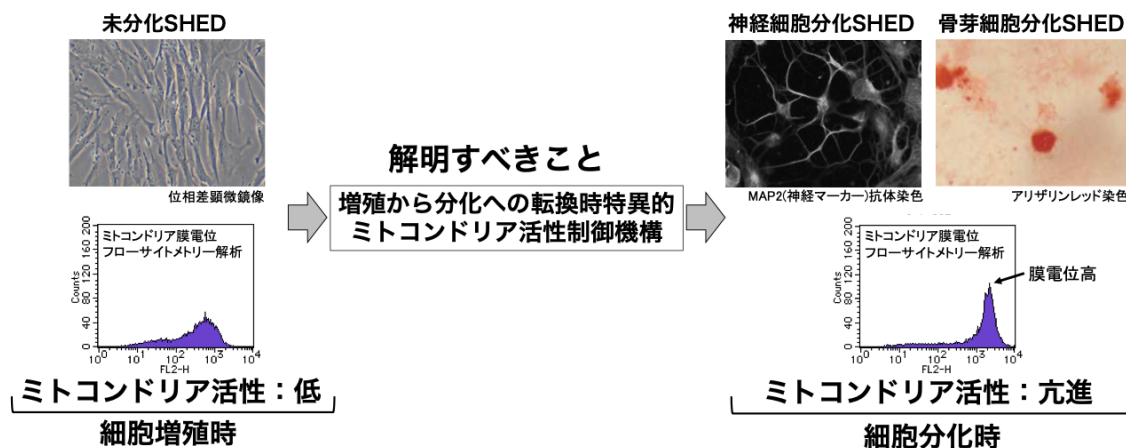 未分化SHED
位相差顕微鏡像
ミトコンドリア膜電位
フローサイトメトリー解析
Counts
200
160
120
80
40
0
10⁰ 10¹ 10² 10³ 10⁴
FL2-H
ミトコンドリア活性：低
細胞増殖時
解明すべきこと
増殖から分化への転換時特異的
ミトコンドリア活性制御機構
神経細胞分化SHED
MAP2(神経マーカー)抗体染色
骨芽細胞分化SHED
アリザリンレッド染色
ミトコンドリア膜電位
フローサイトメトリー解析
膜電位高
Counts
200
160
120
80
40
0
10⁰ 10¹ 10² 10³ 10⁴
FL2-H
ミトコンドリア活性：亢進
細胞分化時